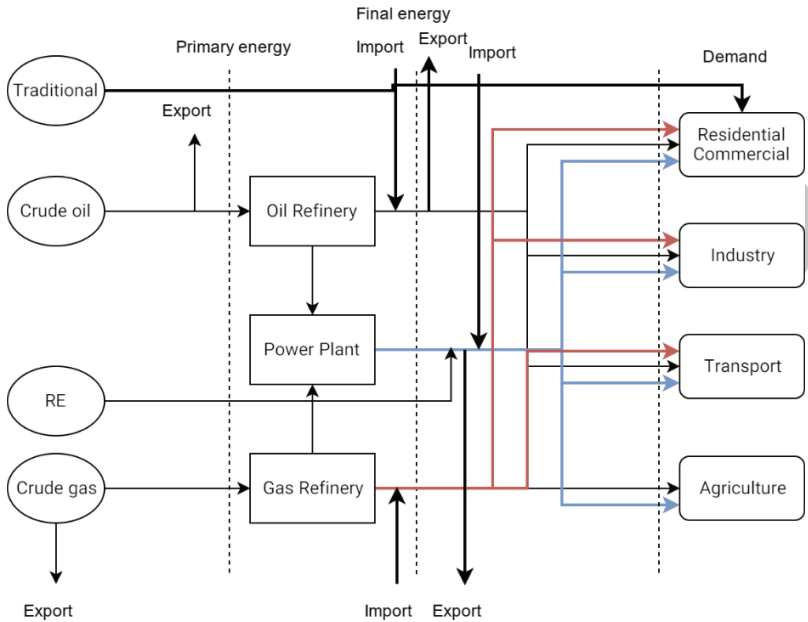 Final energy
Primary energy
Import
Export
Import
Demand
Traditional
Export
Residential
Commercial
Crude oil
Oil Refinery
Industry
Power Plant
Transport
RE
Crude gas
Gas Refinery
Agriculture
Export
Import
Export